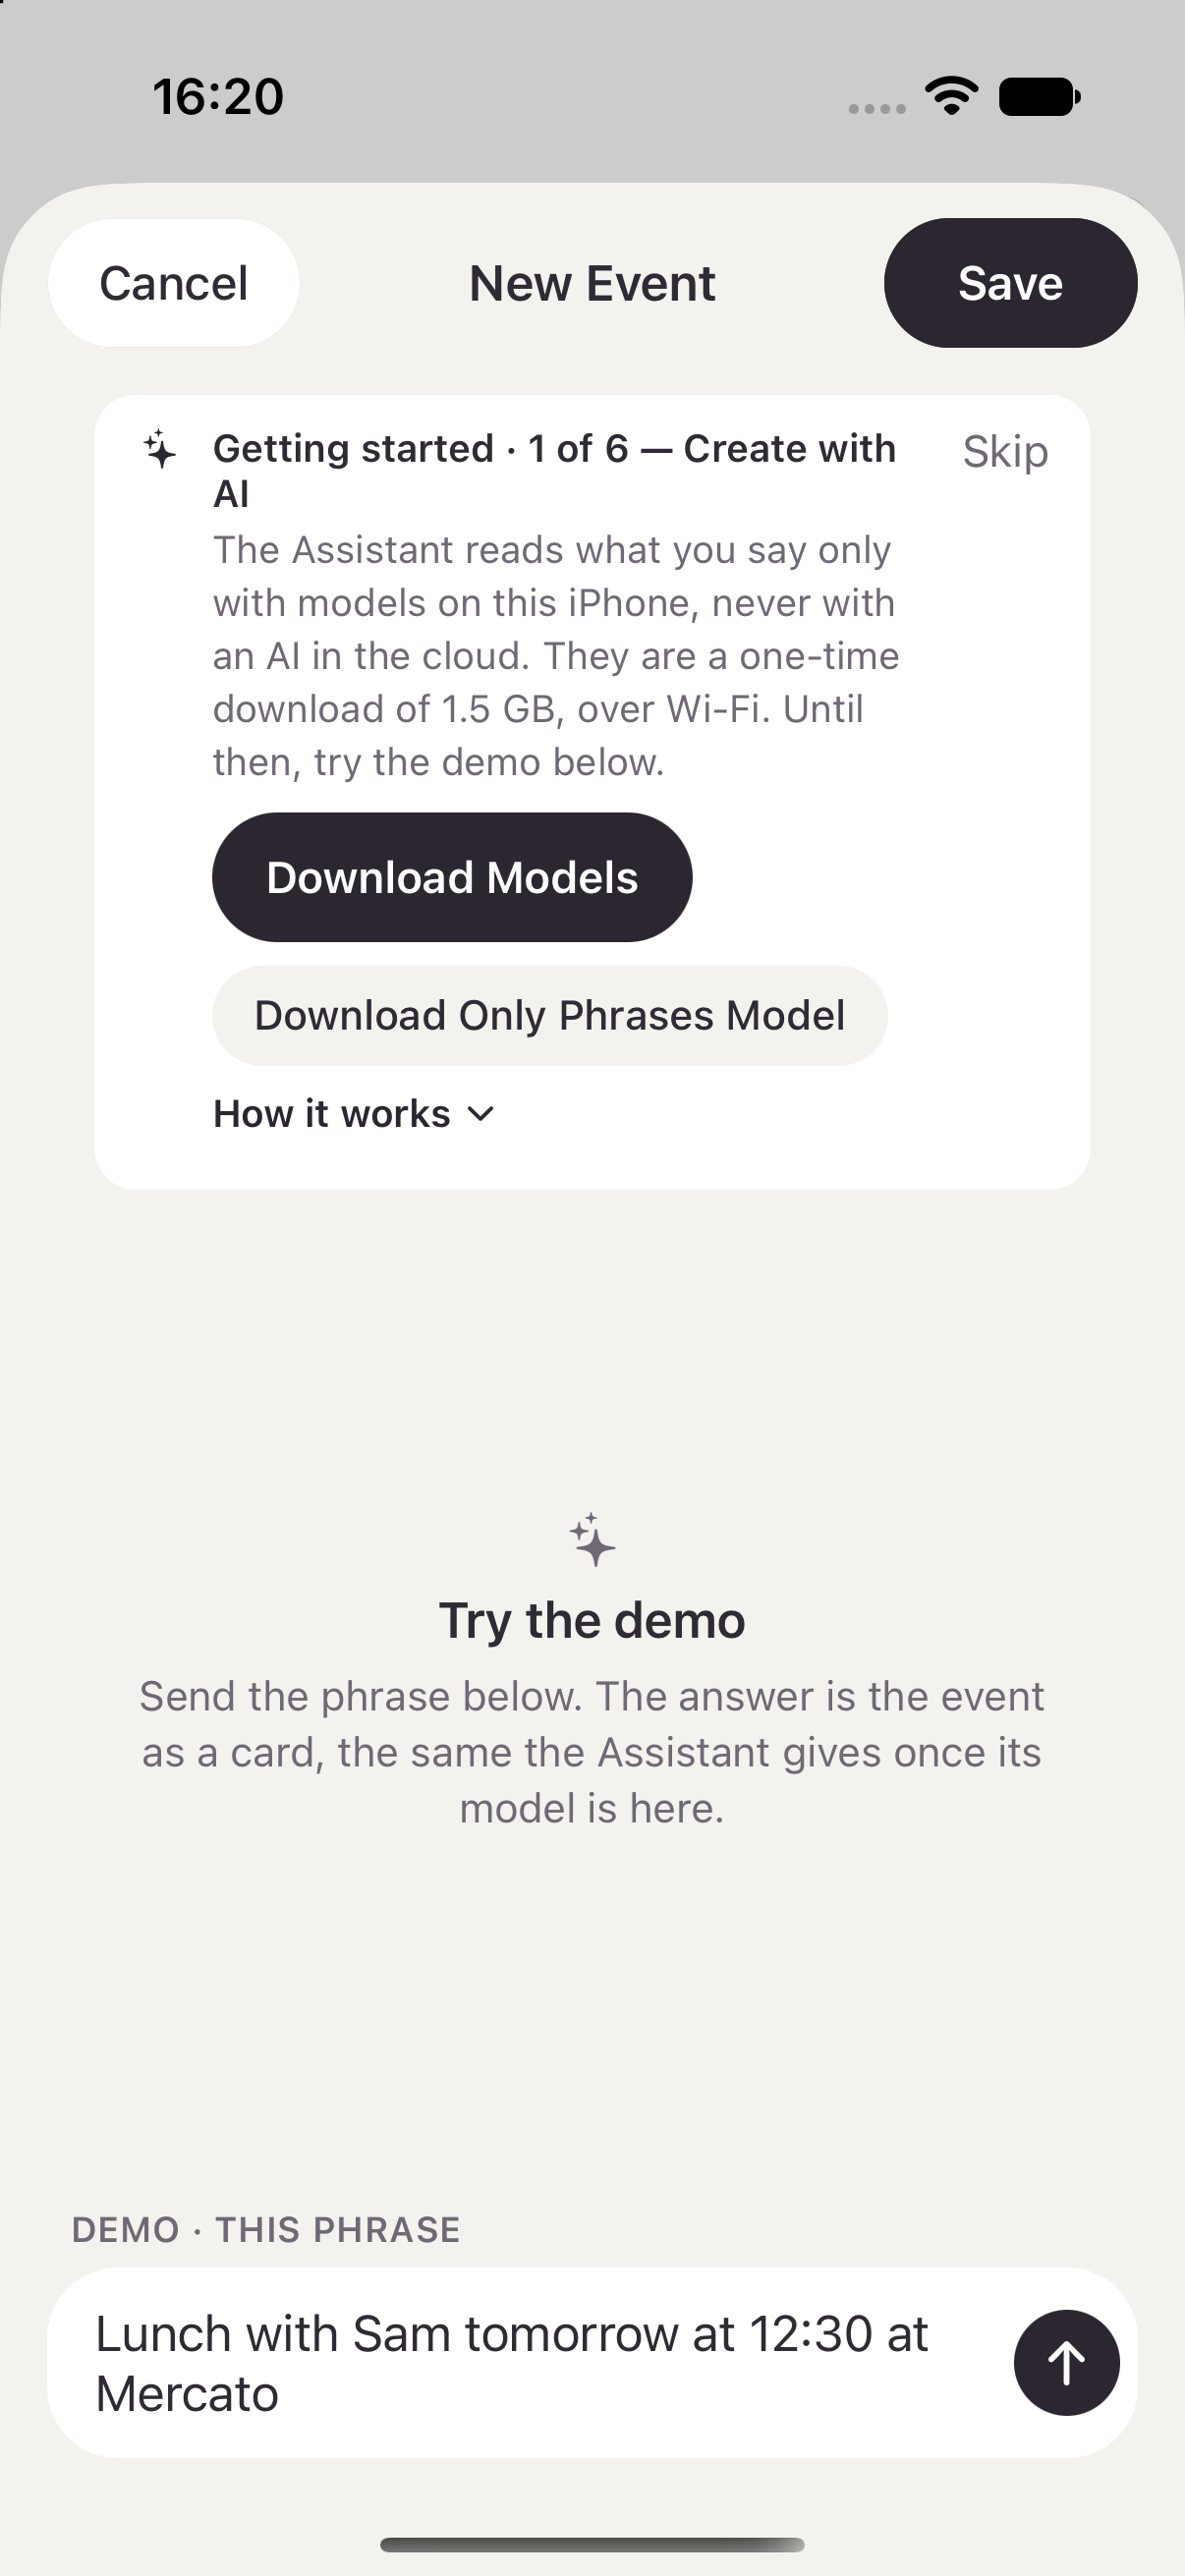 16:20
Cancel
New Event
Save
Getting started · 1 of 6 — Create with
AI
Skip
The Assistant reads what you say only
with models on this iPhone, never with
an AI in the cloud. They are a one-time
download of 1.5 GB, over Wi-Fi. Until
then, try the demo below.
Download Models
Download Only Phrases Model
How it works
Try the demo
Send the phrase below. The answer is the event
as a card, the same the Assistant gives once its
model is here.
DEMO · THIS PHRASE
Lunch with Sam tomorrow at 12:30 at
Mercato